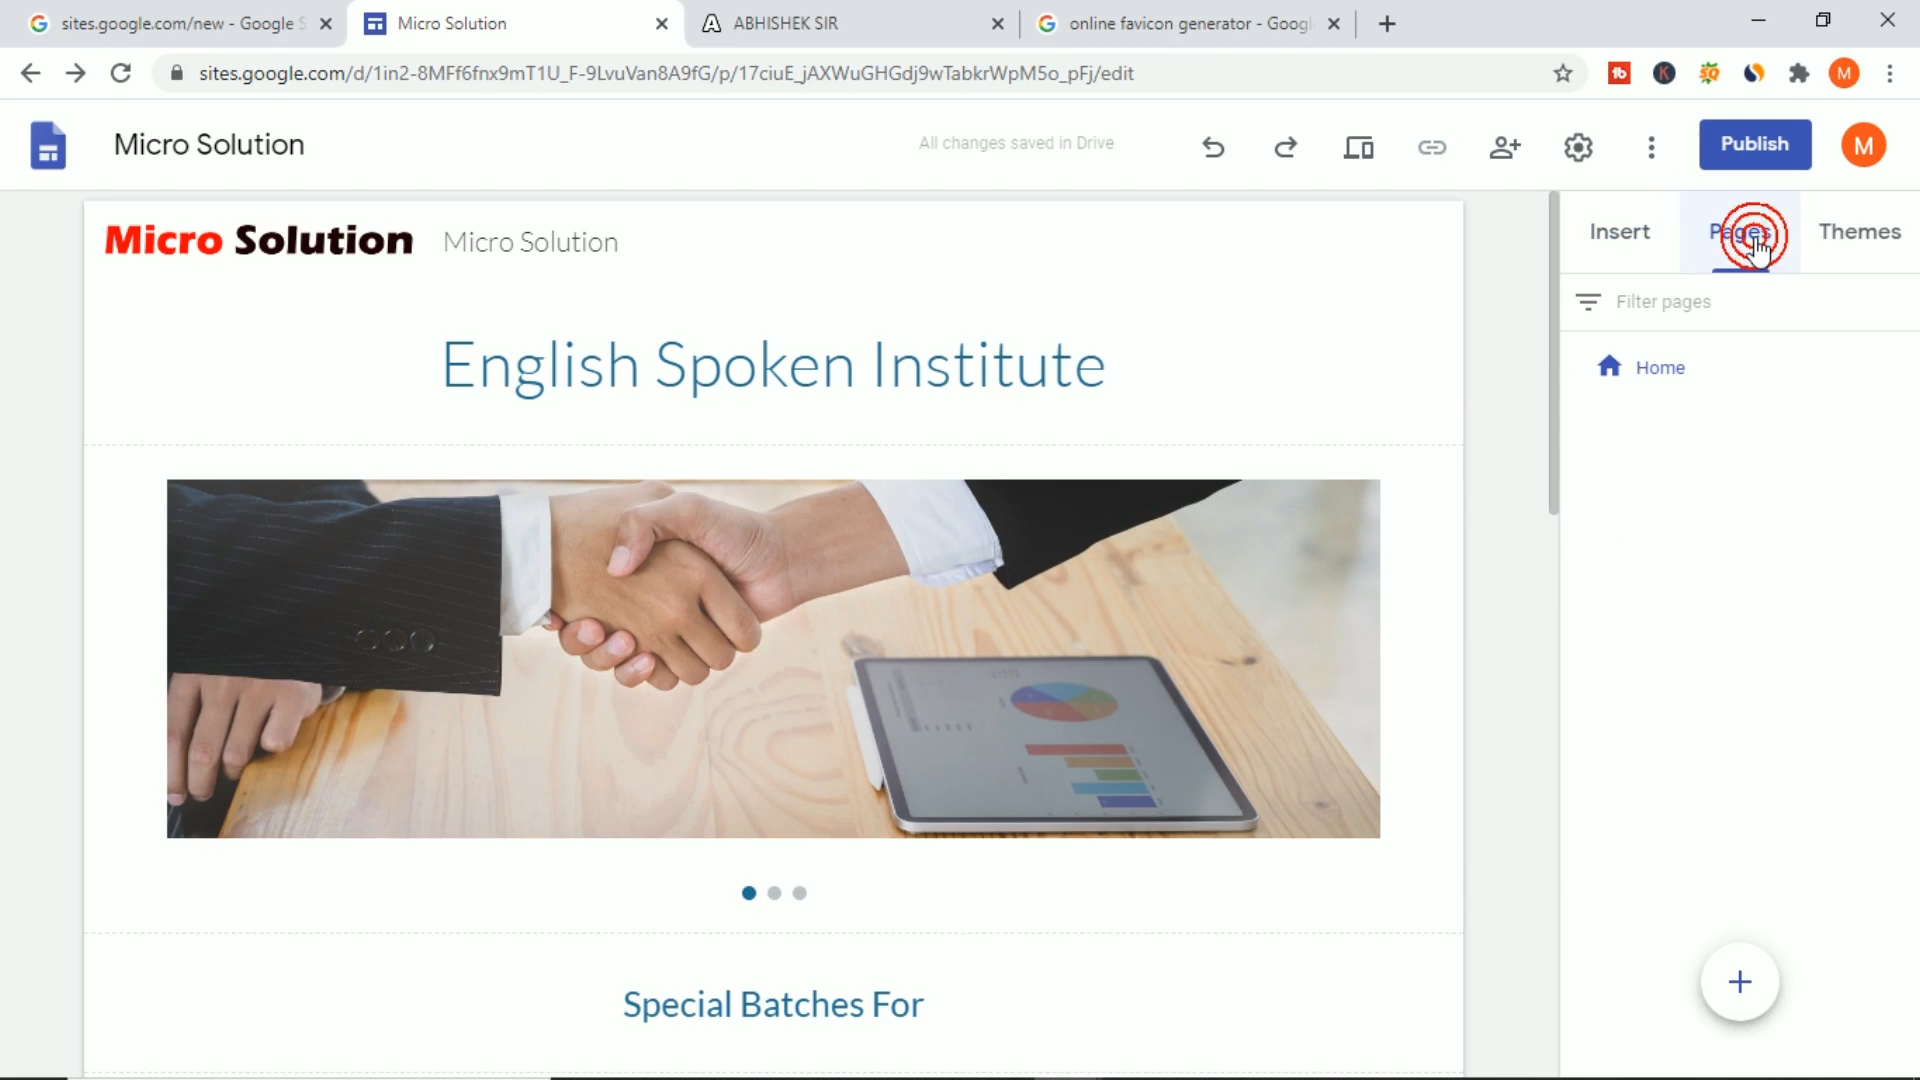 sites.google.com/new - Google S
Micro Solution
ABHISHEK SIR
online favicon generator - Googl
sites.google.com/d/1in2-8MFf6fnx9mT1U_F-9LvuVan8A9fG/p/17ciuE_jAXWuGHGdj9wTabkrWpM5o_pFj/edit
Micro Solution
All changes saved in Drive
Publish
M
Micro Solution
Micro Solution
Insert
Pages
Themes
Filter pages
Home
English Spoken Institute
Special Batches For